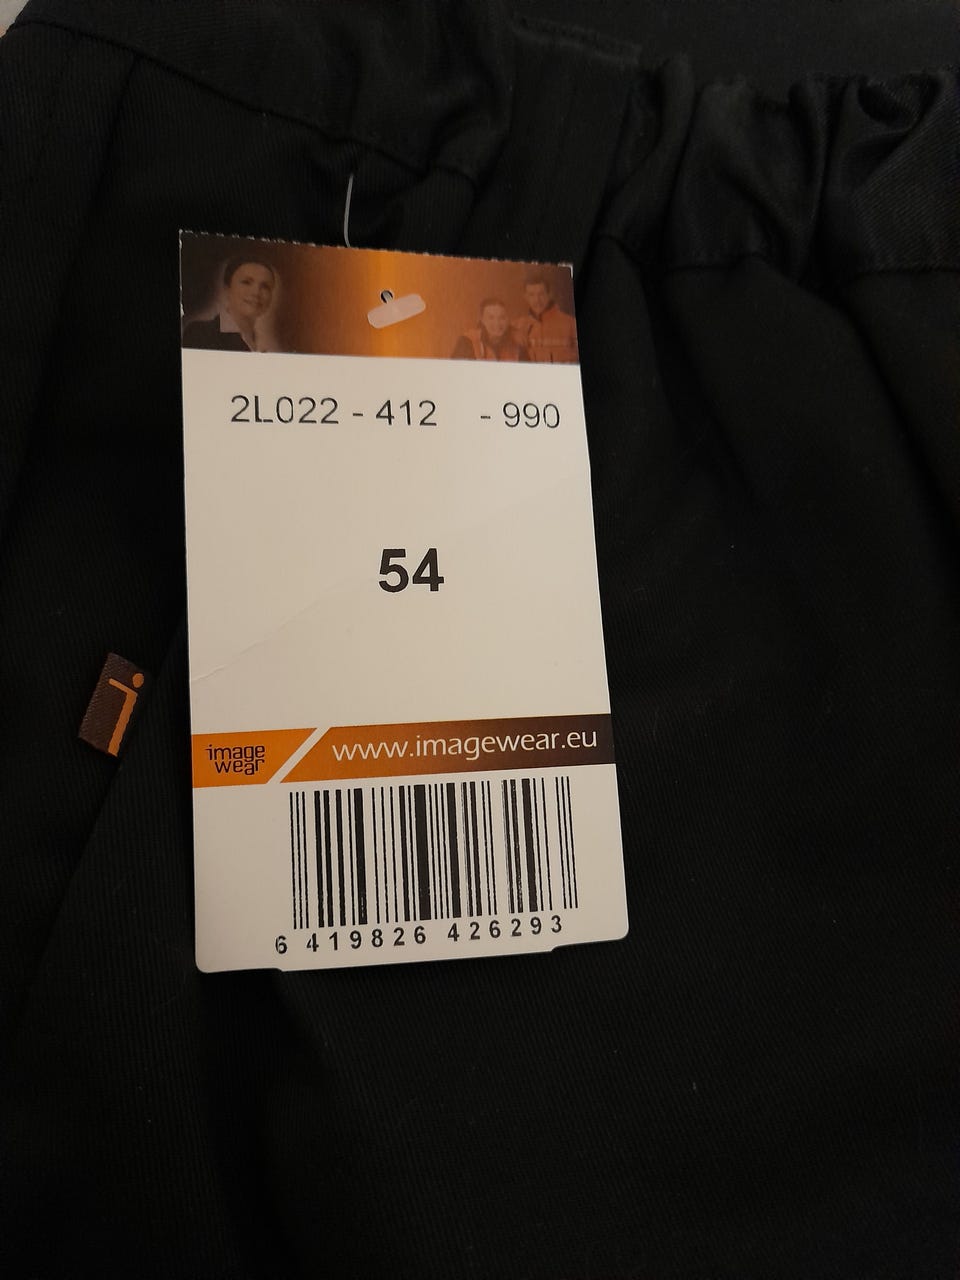 2L022 - 412 - 990
54
image
wear
www.imagewear.eu
6 419826 426293
i